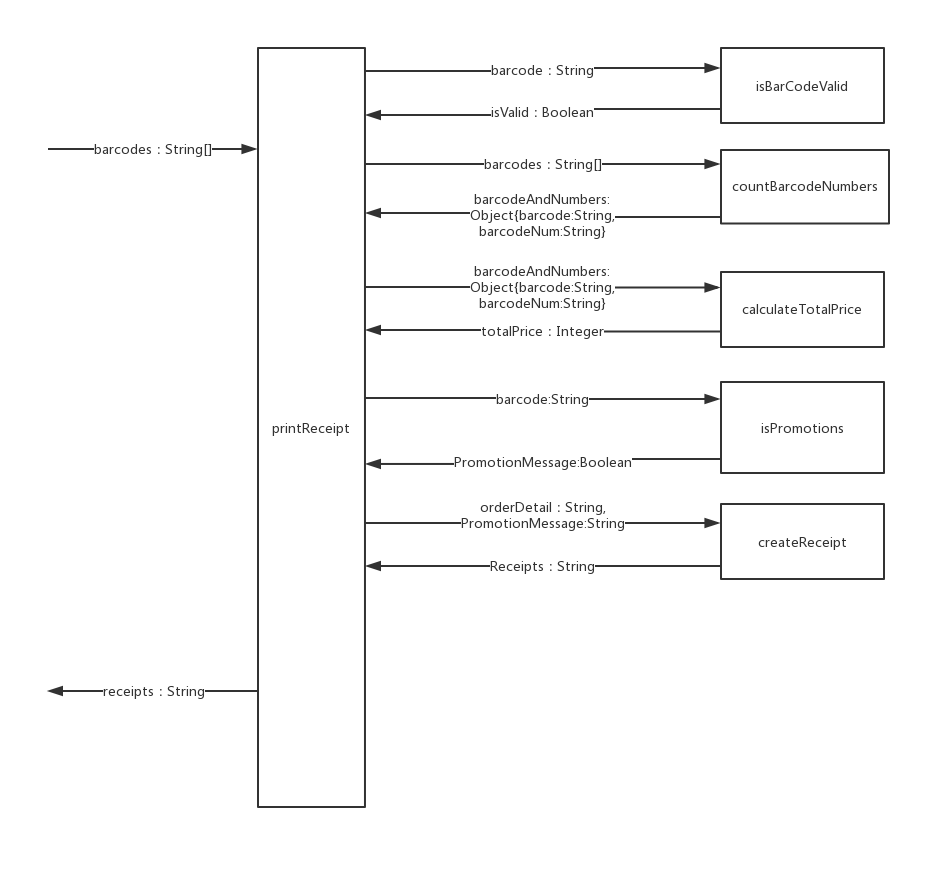 barcode : String
isBarCodeValid
isValid : Boolean
barcodes : String[]
barcodes : String[]
countBarcodeNumbers
barcodeAndNumbers:
Object{barcode:String,
barcodeNum:String}
barcodeAndNumbers:
Object{barcode:String,
barcodeNum:String}
calculateTotalPrice
totalPrice : Integer
barcode:String
printReceipt
isPromotions
PromotionMessage:Boolean
orderDetail : String,
PromotionMessage:String
createReceipt
Receipts : String
receipts : String